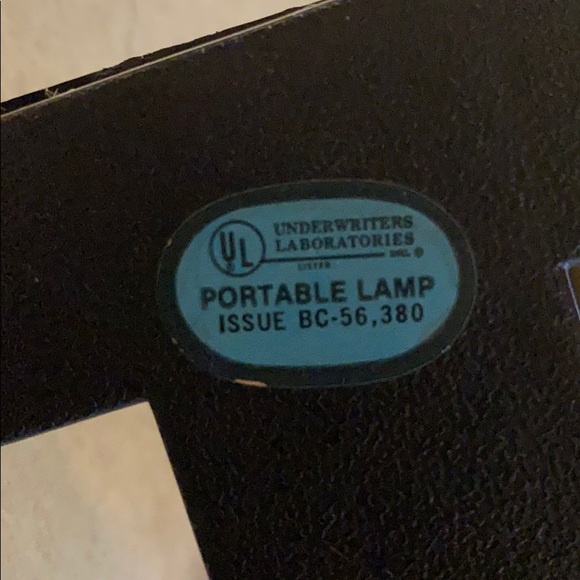 UL
UNDERWRITERS
LABORATORIES
INC. ®
LISTED
PORTABLE LAMP
ISSUE BC-56,380